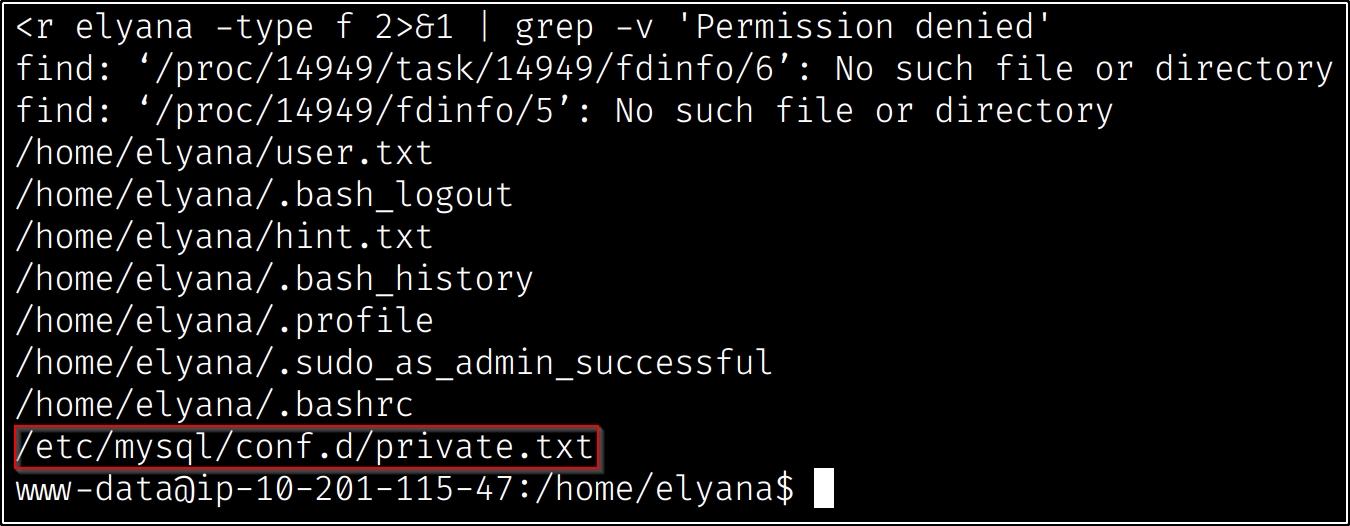 <r elyana -type f 2>&1 | grep -v 'Permission denied'
find: ‘/proc/14949/task/14949/fdinfo/6’: No such file or directory
find: ‘/proc/14949/fdinfo/5’: No such file or directory
/home/elyana/user.txt
/home/elyana/.bash_logout
/home/elyana/hint.txt
/home/elyana/.bash_history
/home/elyana/.profile
/home/elyana/.sudo_as_admin_successful
/home/elyana/.bashrc
/etc/mysql/conf.d/private.txt
www-data@ip-10-201-115-47:/home/elyana$